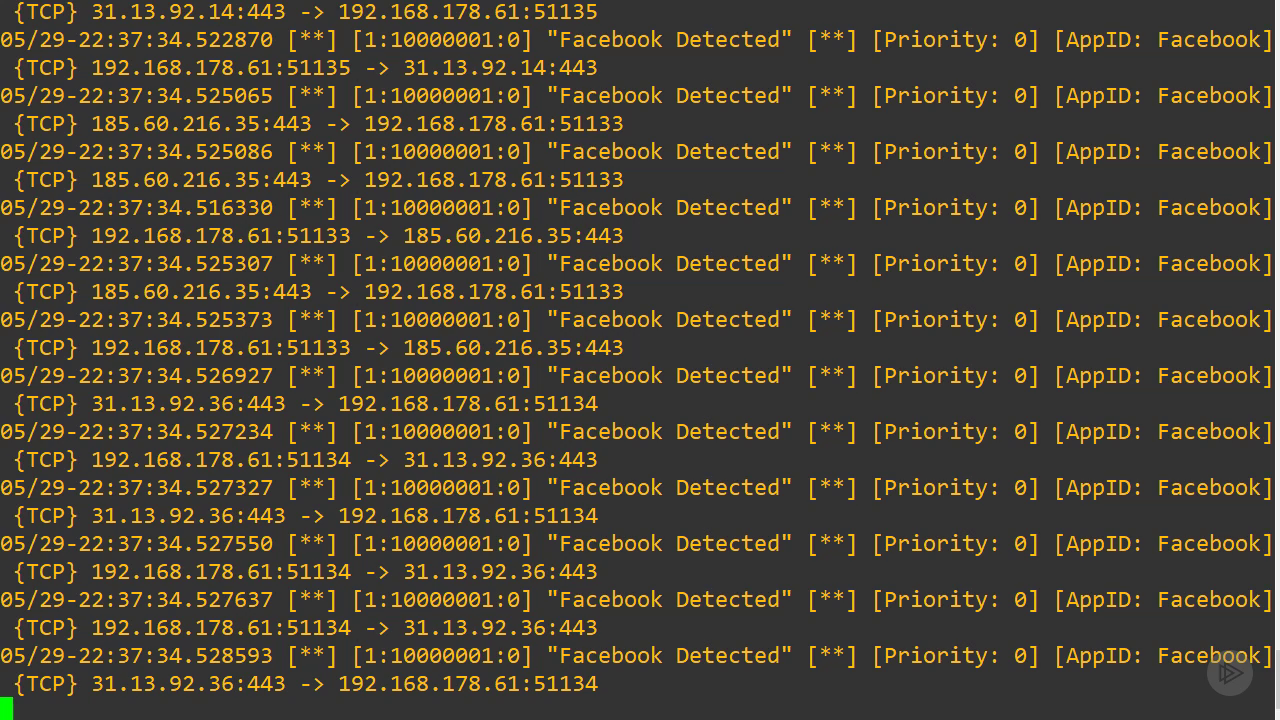 {TCP} 31.13.92.14:443 -> 192.168.178.61:51135
05/29-22:37:34.522870 [**] [1:10000001:0] "Facebook Detected" [**] [Priority: 0] [AppID: Facebook]
{TCP} 192.168.178.61:51135 -> 31.13.92.14:443
05/29-22:37:34.525065 [**] [1:10000001:0] "Facebook Detected" [**] [Priority: 0] [AppID: Facebook]
{TCP} 185.60.216.35:443 -> 192.168.178.61:51133
05/29-22:37:34.525086 [**] [1:10000001:0] "Facebook Detected" [**] [Priority: 0] [AppID: Facebook]
{TCP} 185.60.216.35:443 -> 192.168.178.61:51133
05/29-22:37:34.516330 [**] [1:10000001:0] "Facebook Detected" [**] [Priority: 0] [AppID: Facebook]
{TCP} 192.168.178.61:51133 -> 185.60.216.35:443
05/29-22:37:34.525307 [**] [1:10000001:0] "Facebook Detected" [**] [Priority: 0] [AppID: Facebook]
{TCP} 185.60.216.35:443 -> 192.168.178.61:51133
05/29-22:37:34.525373 [**] [1:10000001:0] "Facebook Detected" [**] [Priority: 0] [AppID: Facebook]
{TCP} 192.168.178.61:51133 -> 185.60.216.35:443
05/29-22:37:34.526927 [**] [1:10000001:0] "Facebook Detected" [**] [Priority: 0] [AppID: Facebook]
{TCP} 31.13.92.36:443 -> 192.168.178.61:51134
05/29-22:37:34.527234 [**] [1:10000001:0] "Facebook Detected" [**] [Priority: 0] [AppID: Facebook]
{TCP} 192.168.178.61:51134 -> 31.13.92.36:443
05/29-22:37:34.527327 [**] [1:10000001:0] "Facebook Detected" [**] [Priority: 0] [AppID: Facebook]
{TCP} 31.13.92.36:443 -> 192.168.178.61:51134
05/29-22:37:34.527550 [**] [1:10000001:0] "Facebook Detected" [**] [Priority: 0] [AppID: Facebook]
{TCP} 192.168.178.61:51134 -> 31.13.92.36:443
05/29-22:37:34.527637 [**] [1:10000001:0] "Facebook Detected" [**] [Priority: 0] [AppID: Facebook]
{TCP} 192.168.178.61:51134 -> 31.13.92.36:443
05/29-22:37:34.528593 [**] [1:10000001:0] "Facebook Detected" [**] [Priority: 0] [AppID: Facebook]
{TCP} 31.13.92.36:443 -> 192.168.178.61:51134